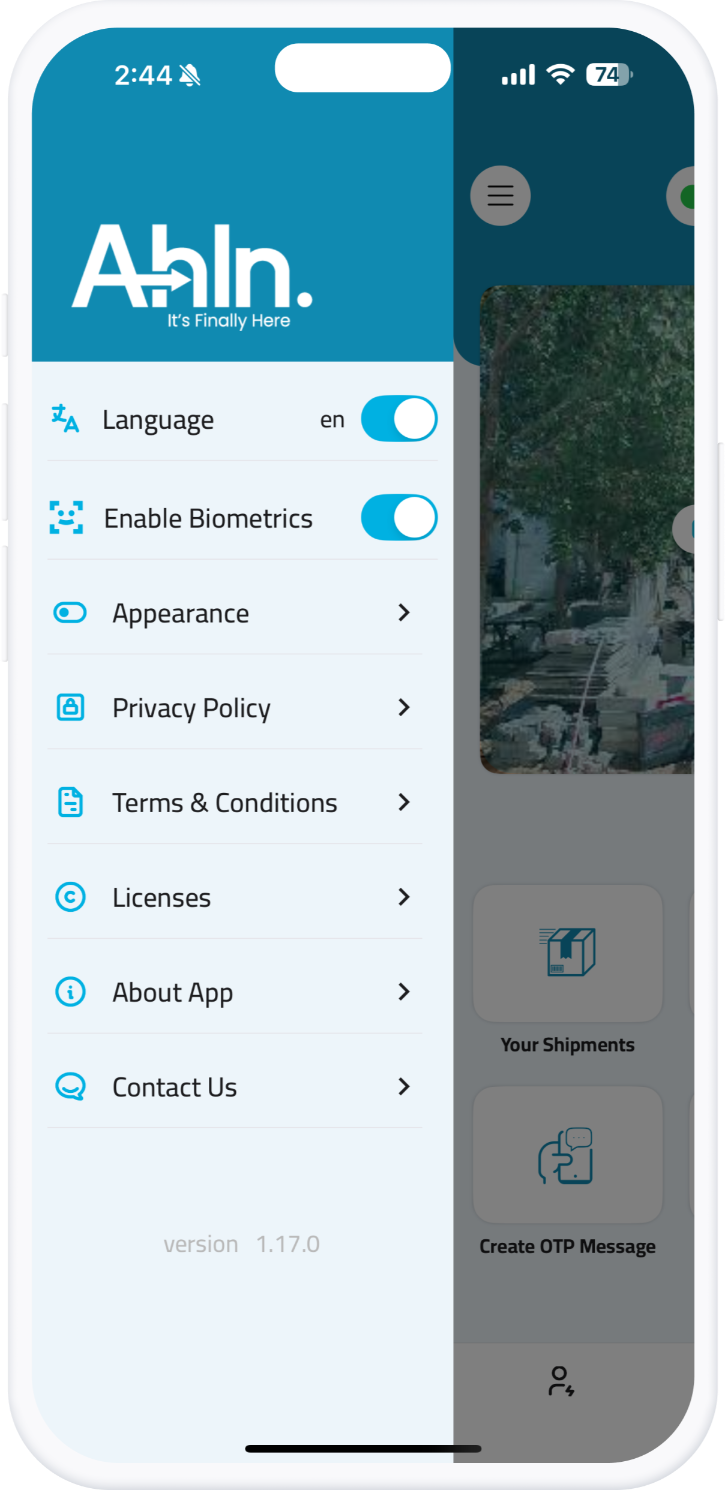 2:44
74
AhIn.
It's Finally Here
Language en
Enable Biometrics
Appearance
Privacy Policy
Terms & Conditions
Licenses
About App
Contact Us
version 1.17.0
Your Shipments
Create OTP Message